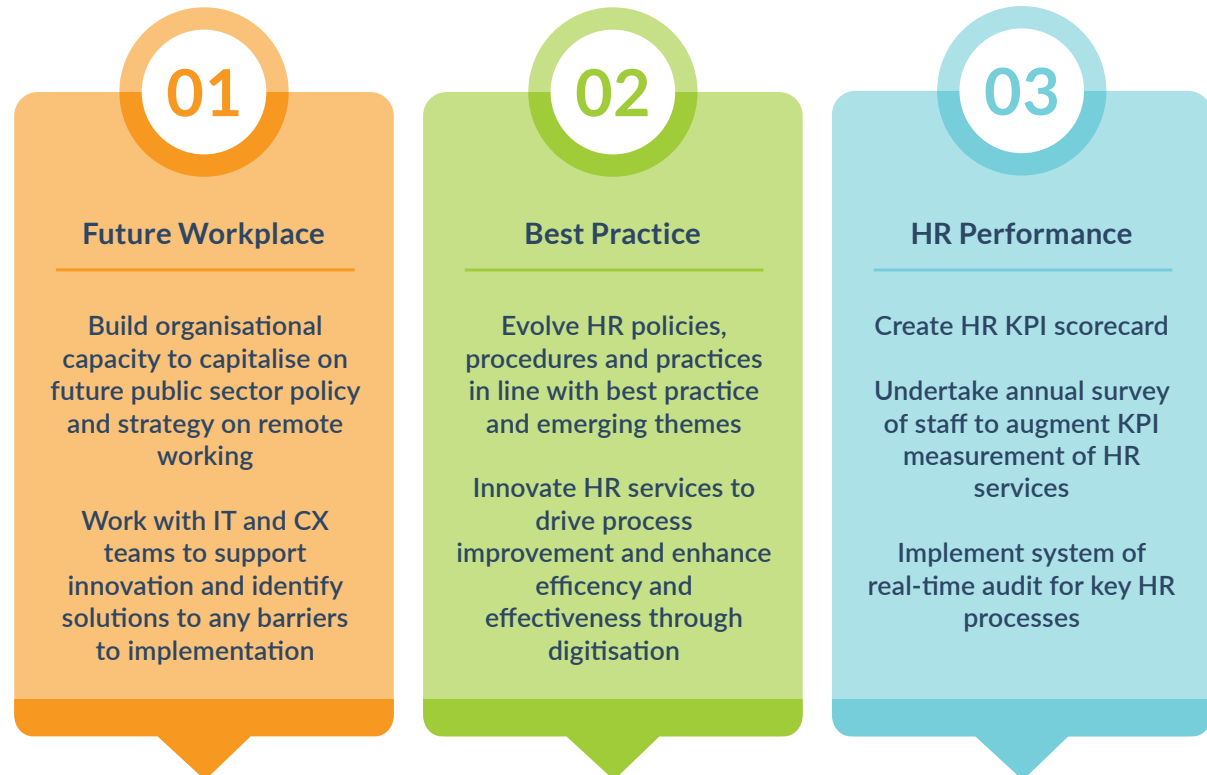 01
Future Workplace
Build organisational
capacity to capitalise on
future public sector policy
and strategy on remote
working
Work with IT and CX
teams to support
innovation and identify
solutions to any barriers
to implementation
02
Best Practice
Evolve HR policies,
procedures and practices
in line with best practice
and emerging themes
Innovate HR services to
drive process
improvement and enhance
efficency and
effectiveness through
digitisation
03
HR Performance
Create HR KPI scorecard
Undertake annual survey
of staff to augment KPI
measurement of HR
services
Implement system of
real-time audit for key HR
processes